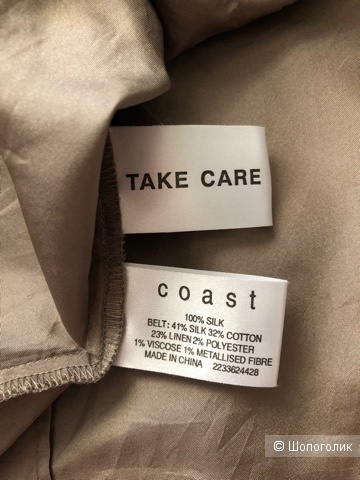 TAKE CARE
coast
100% SILK
BELT: 41% SILK 32% COTTON
23% LINEN 2% POLYESTER
1% VISCOSE 1% METALLISED FIBRE
MADE IN CHINA 2233624428
© Шопоголик